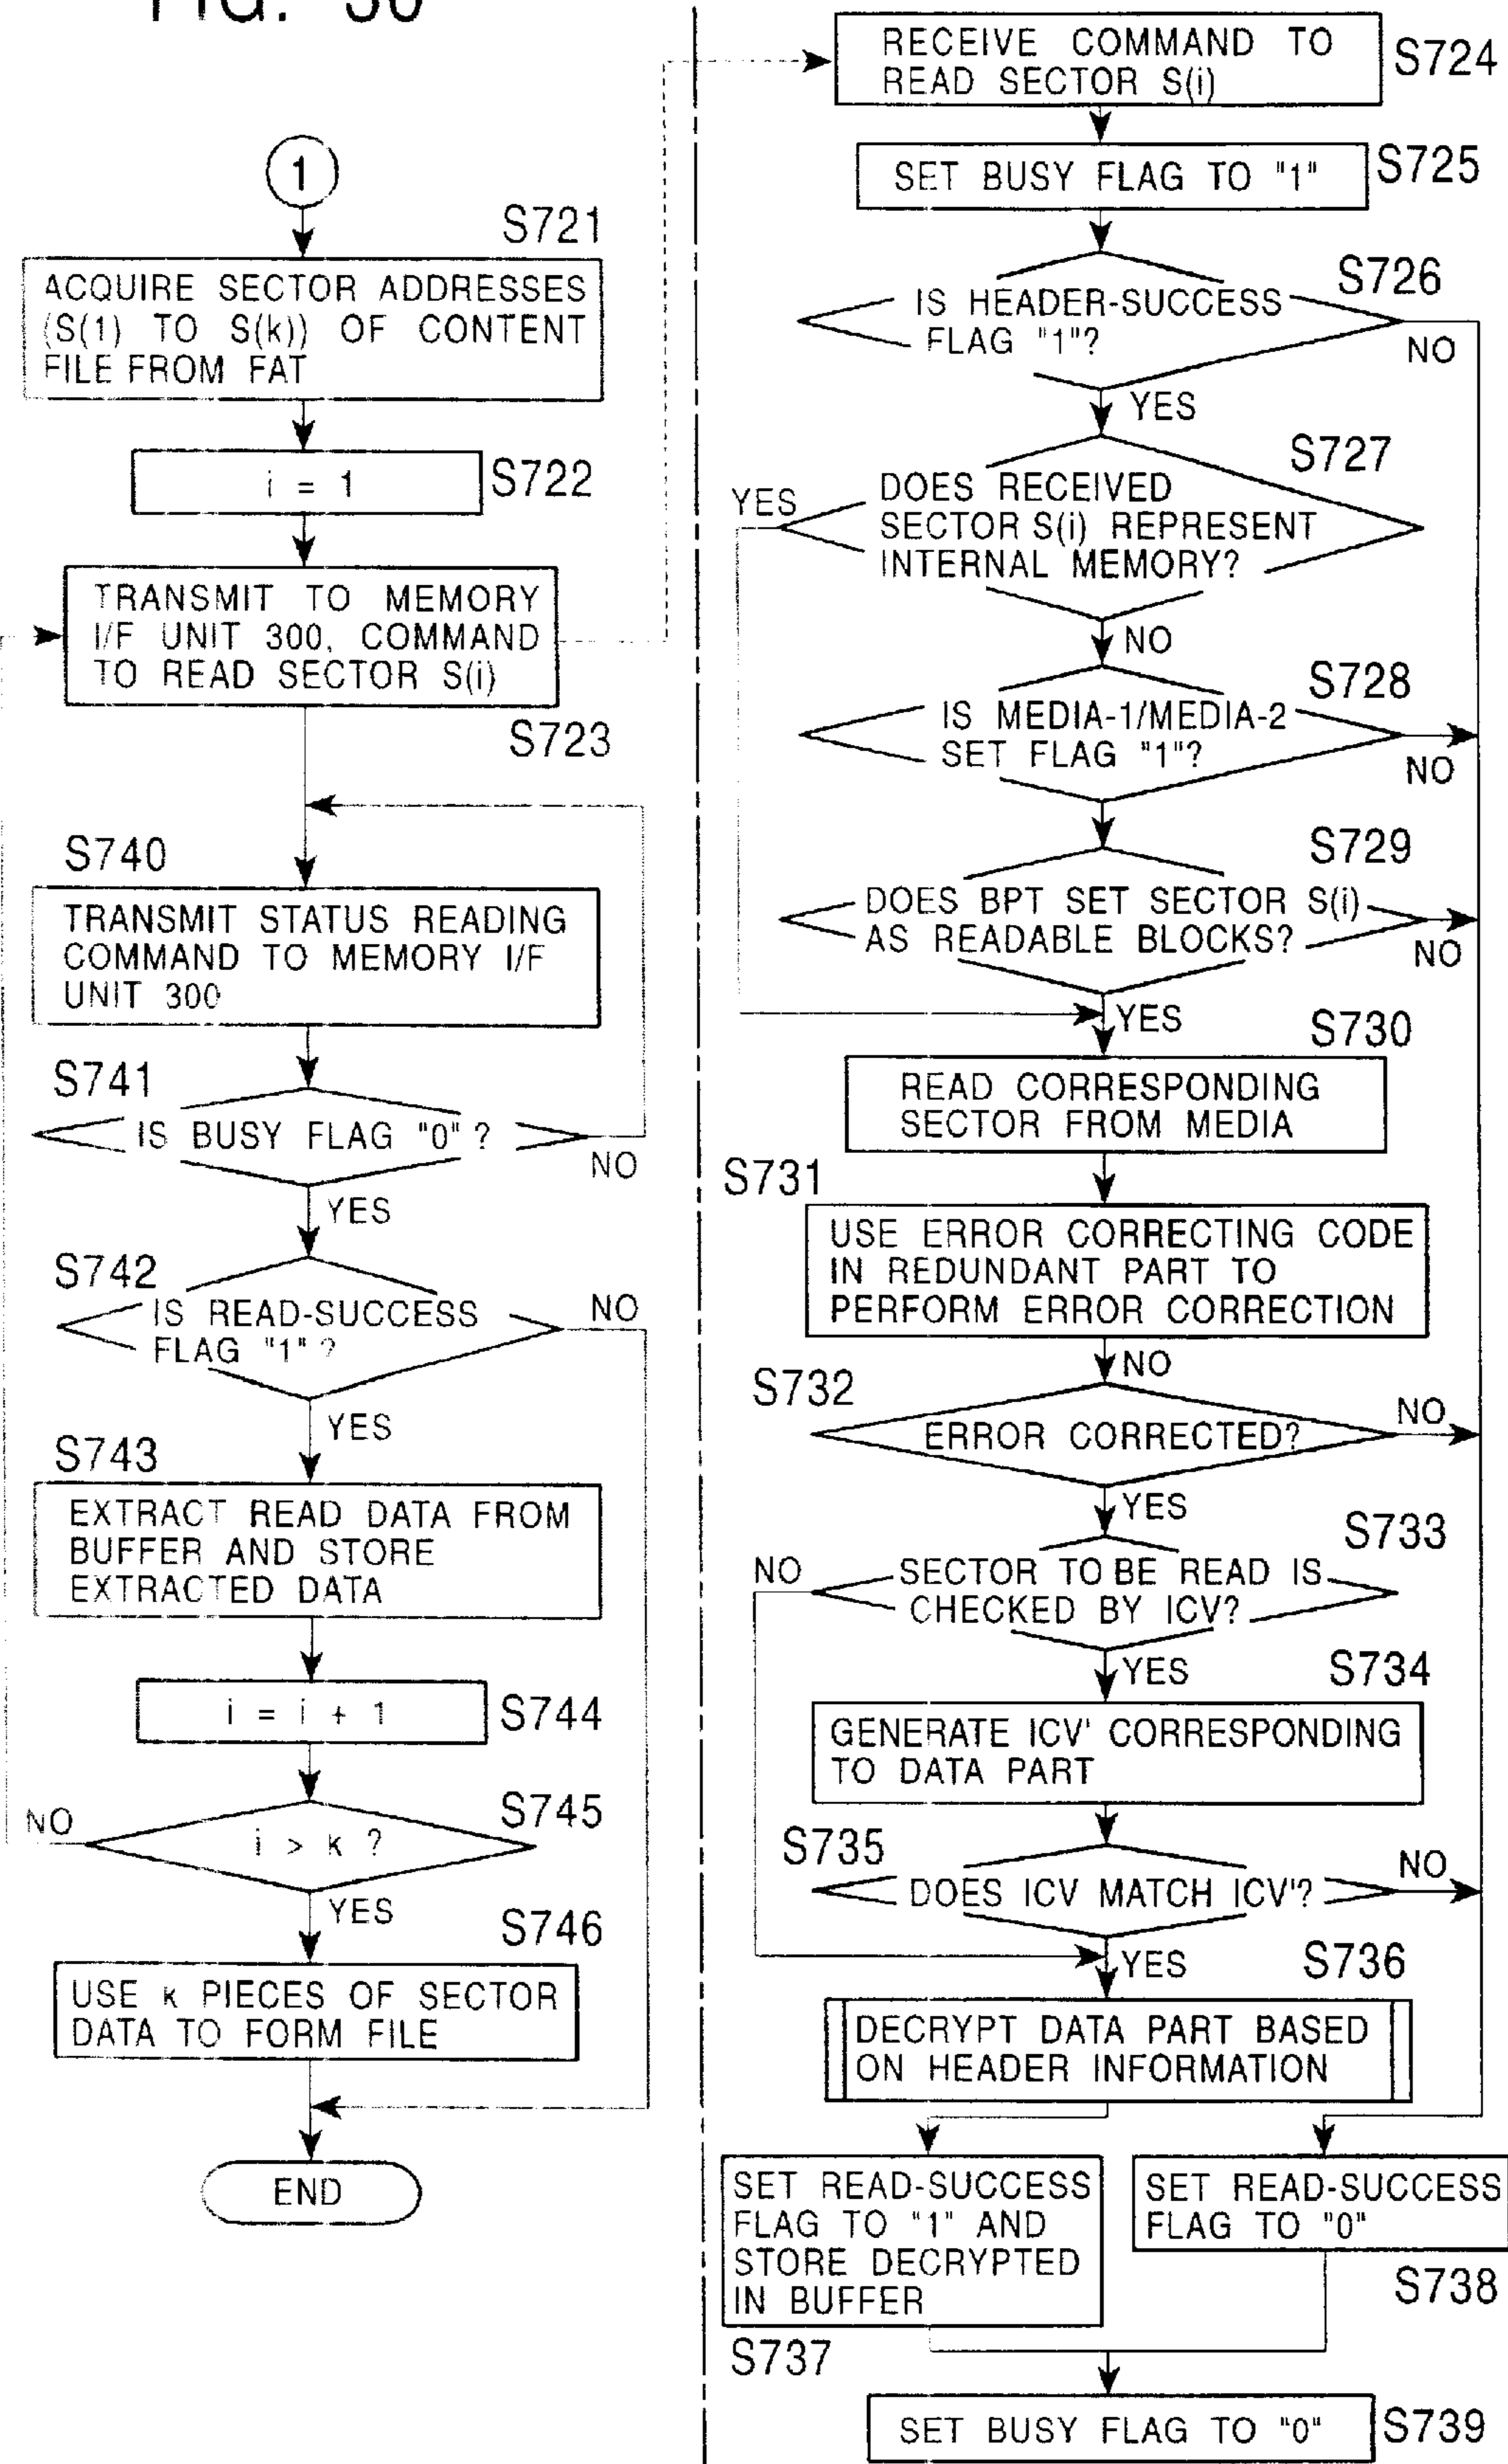 FIG. 36
1
S721
ACQUIRE SECTOR ADDRESSES
(S(1) TO S(k)) OF CONTENT
FILE FROM FAT
i = 1
S722
TRANSMIT TO MEMORY
I/F UNIT 300, COMMAND
TO READ SECTOR S(i)
S723
S740
TRANSMIT STATUS READING
COMMAND TO MEMORY I/F
UNIT 300
S741
IS BUSY FLAG "0" ?
NO
YES
S742
IS READ-SUCCESS
FLAG "1" ?
NO
YES
S743
EXTRACT READ DATA FROM
BUFFER AND STORE
EXTRACTED DATA
i = i + 1
S744
S745
NO
i > k ?
YES
S746
USE k PIECES OF SECTOR
DATA TO FORM FILE
END
RECEIVE COMMAND TO
READ SECTOR S(i)
S724
SET BUSY FLAG TO "1"
S725
S726
IS HEADER-SUCCESS
FLAG "1"?
NO
YES
S727
YES
DOES RECEIVED
SECTOR S(i) REPRESENT
INTERNAL MEMORY?
NO
S728
IS MEDIA-1/MEDIA-2
SET FLAG "1"?
NO
S729
DOES BPT SET SECTOR S(i)
AS READABLE BLOCKS?
NO
YES
S730
READ CORRESPONDING
SECTOR FROM MEDIA
S731
USE ERROR CORRECTING CODE
IN REDUNDANT PART TO
PERFORM ERROR CORRECTION
NO
S732
ERROR CORRECTED?
NO
YES
S733
NO
SECTOR TO BE READ IS
CHECKED BY ICV?
YES
S734
GENERATE ICV' CORRESPONDING
TO DATA PART
S735
DOES ICV MATCH ICV'?
NO
YES
S736
DECRYPT DATA PART BASED
ON HEADER INFORMATION
SET READ-SUCCESS
FLAG TO "1" AND
STORE DECRYPTED
IN BUFFER
S737
SET READ-SUCCESS
FLAG TO "0"
S738
SET BUSY FLAG TO "0"
S739